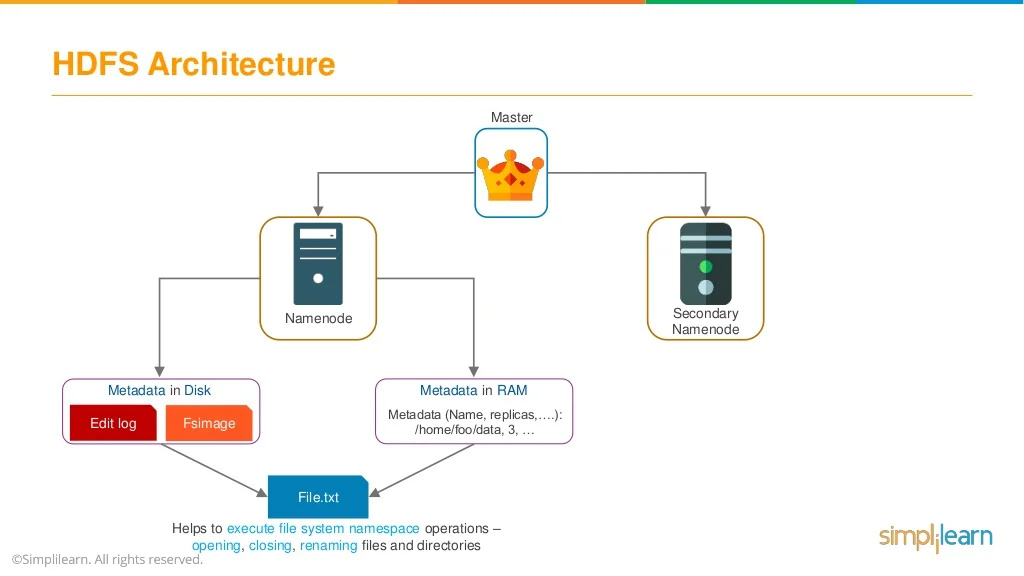 HDFS Architecture
Master
Namenode
Secondary
Namenode
Metadata in Disk
Edit log
Fsimage
Metadata in RAM
Metadata (Name, replicas,….):
/home/foo/data, 3, …
File.txt
Helps to execute file system namespace operations –
opening, closing, renaming files and directories
©Simplilearn. All rights reserved.
simplilearn